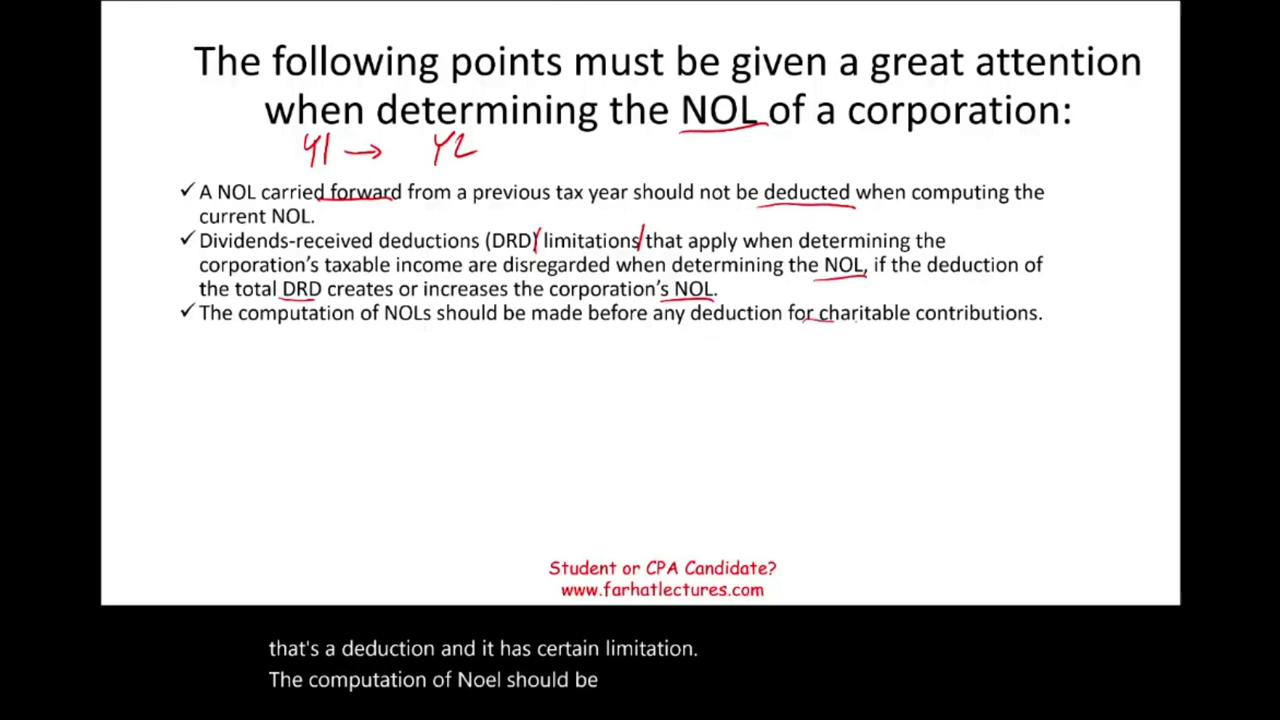 The following points must be given a great attention
when determining the NOL of a corporation:
Y1 → Y2
✓ A NOL carried forward from a previous tax year should not be deducted when computing the
current NOL.
✓ Dividends-received deductions (DRD) limitations that apply when determining the
corporation's taxable income are disregarded when determining the NOL, if the deduction of
the total DRD creates or increases the corporation's NOL.
✓ The computation of NOLs should be made before any deduction for charitable contributions.
Student or CPA Candidate?
www.farhatlectures.com
that's a deduction and it has certain limitation.
The computation of Noel should be